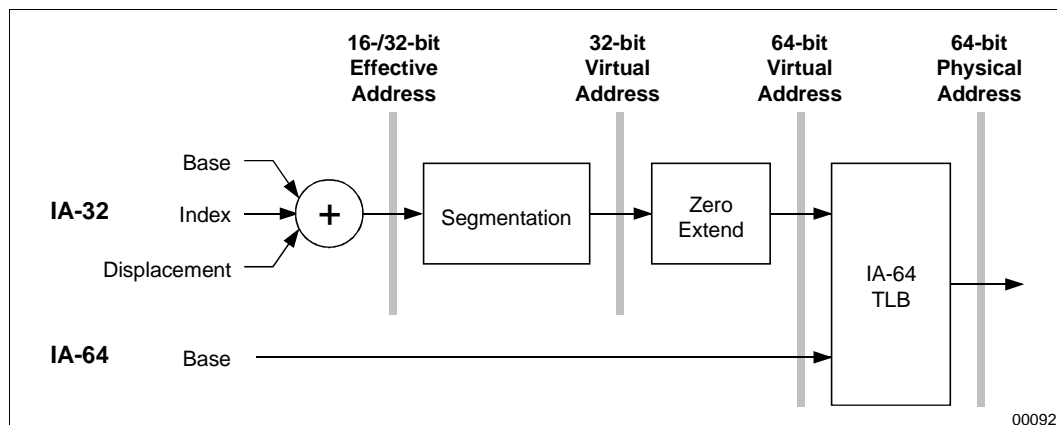 16-/32-bit
Effective
Address
32-bit
Virtual
Address
64-bit
Virtual
Address
64-bit
Physical
Address
IA-32
Base
Index
Displacement
+
Segmentation
Zero
Extend
IA-64
TLB
IA-64
Base
00092